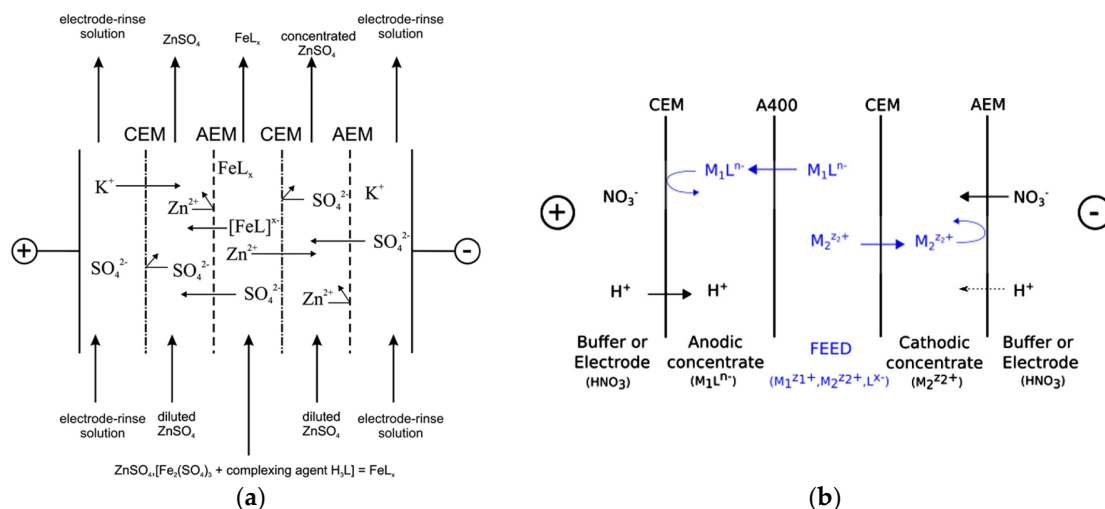 electrode-rinse
solution
ZnSO₄
FeLₓ
concentrated
ZnSO₄
electrode-rinse
solution
CEM
AEM
CEM
AEM
FeLₓ
K⁺
Zn²⁺
SO₄²⁻
K⁺
[FeL]ˣ⁻
Zn²⁺
SO₄²⁻
+
SO₄²⁻
SO₄²⁻
SO₄²⁻
Zn²⁺
-
electrode-rinse
solution
diluted
ZnSO₄
diluted
ZnSO₄
electrode-rinse
solution
ZnSO₄,[Fe₂(SO₄)₃ + complexing agent H₃L] = FeLₓ
(a)
CEM
A400
CEM
AEM
M₁Lⁿ⁻
M₁Lⁿ⁻
+
NO₃⁻
NO₃⁻
-
M₂ᶻ²⁺
M₂ᶻ²⁺
H⁺
H⁺
H⁺
Buffer or
Electrode
(HNO₃)
Anodic
concentrate
(M₁Lⁿ⁻)
FEED
(M₁ᶻ¹⁺,M₂ᶻ²⁺,Lˣ⁻)
Cathodic
concentrate
(M₂ᶻ²⁺)
Buffer or
Electrode
(HNO₃)
(b)